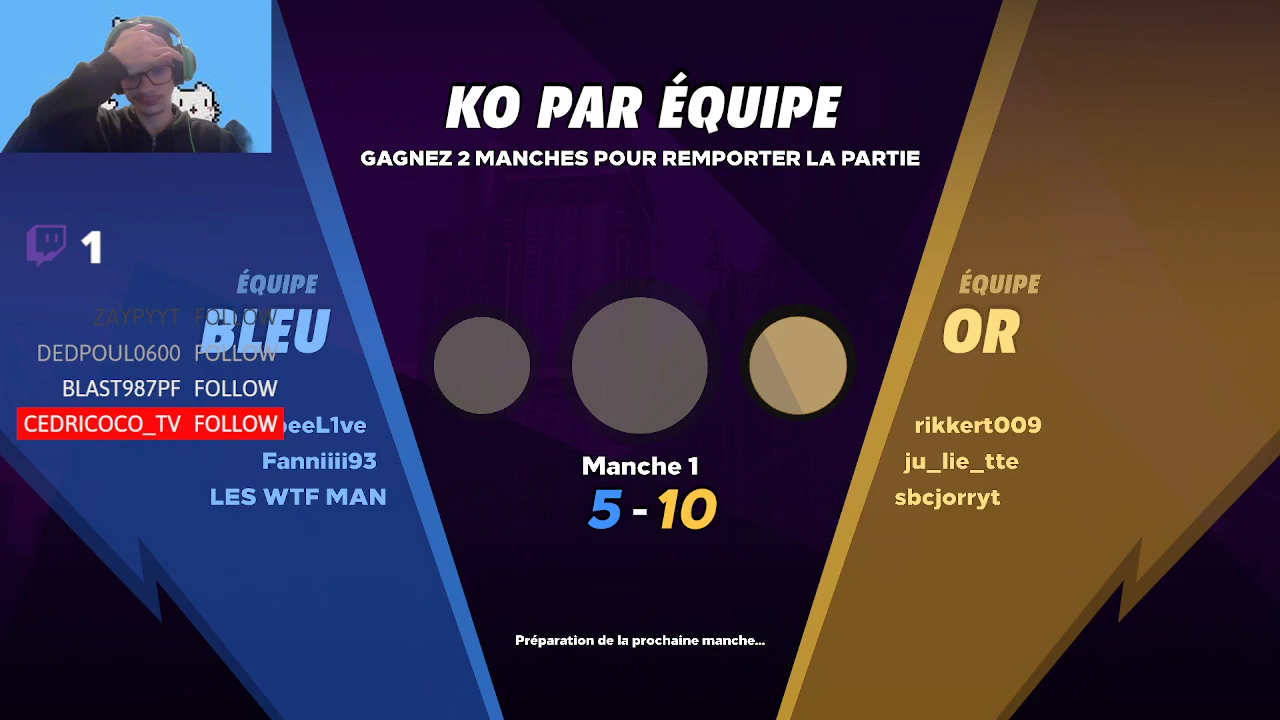 KO PAR ÉQUIPE
GAGNEZ 2 MANCHES POUR REMPORTER LA PARTIE
1
ÉQUIPE
BLEU
ZAYPYYT FOLLOW
DEDPOUL0600 FOLLOW
BLAST987PF FOLLOW
CEDRICOCO_TV FOLLOW
Fanniiii93
LES WTF MAN
Manche 1
5 - 10
ÉQUIPE
OR
rikkert009
ju_lie_tte
sbcjorryt
Préparation de la prochaine manche...